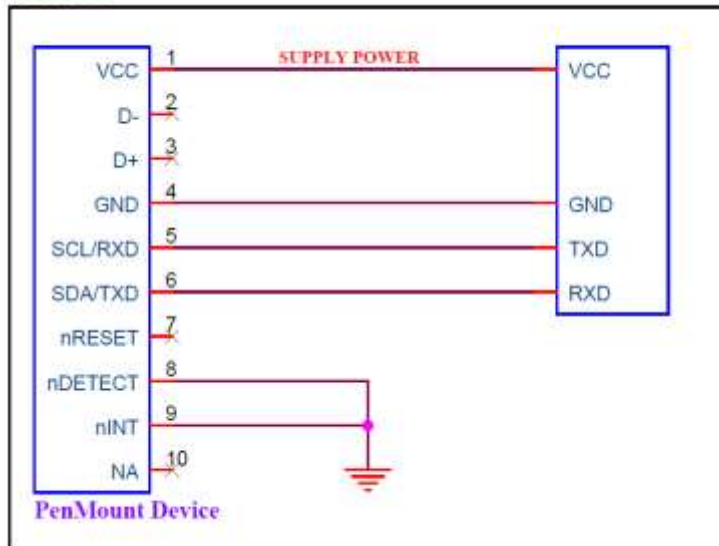 SUPPLY POWER
VCC 1 VCC
D- 2
D+ 3
GND 4 GND
SCL/RXD 5 TXD
SDA/TXD 6 RXD
nRESET 7
nDETECT 8
nINT 9
NA 10
PenMount Device